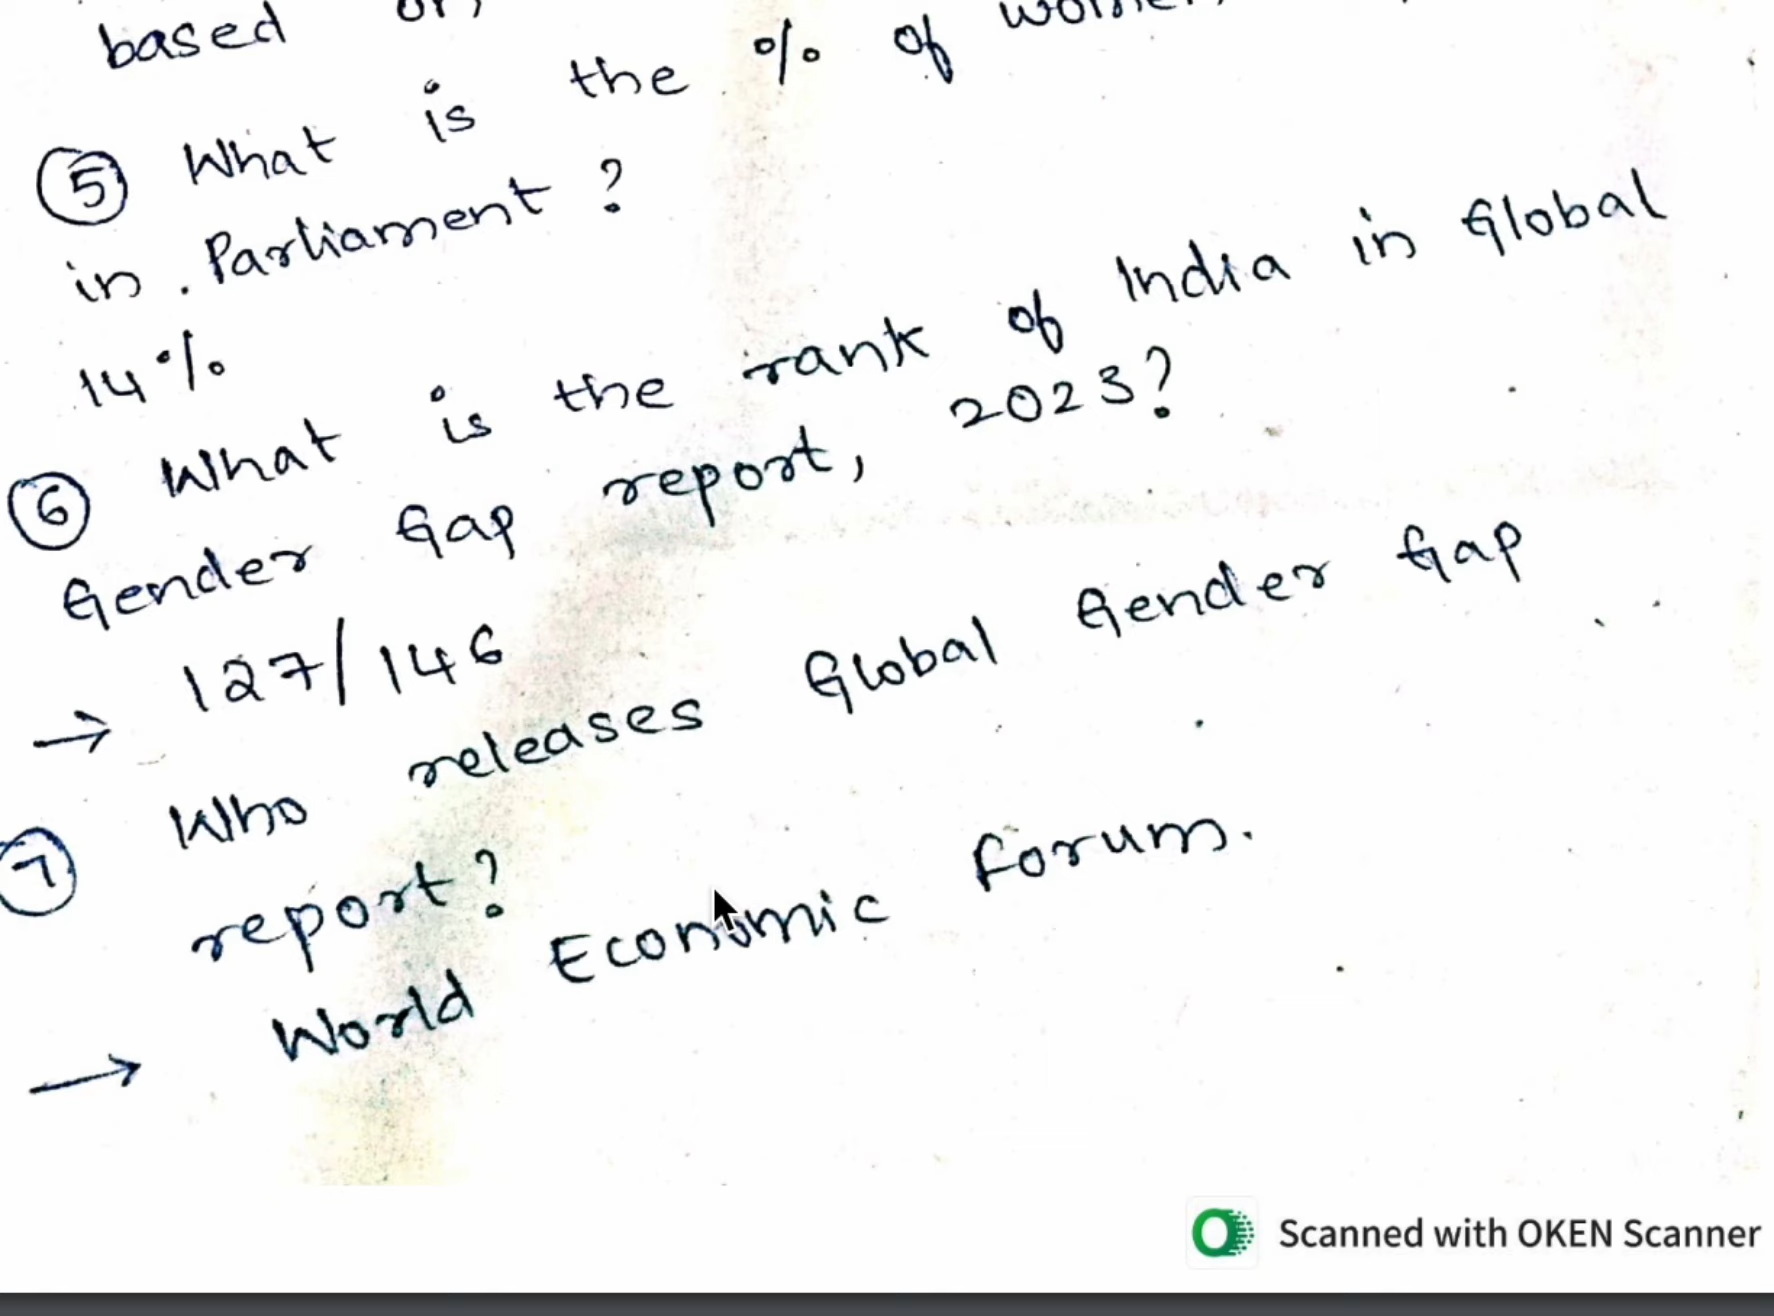 based on,
⑤ What is the % of women
in Parliament ?
14%
⑥ What is the rank of India in Global
Gender Gap report, 2023?
→ 127/146
⑦ Who releases Global Gender Gap
report?
→ World Economic Forum.
Scanned with OKEN Scanner